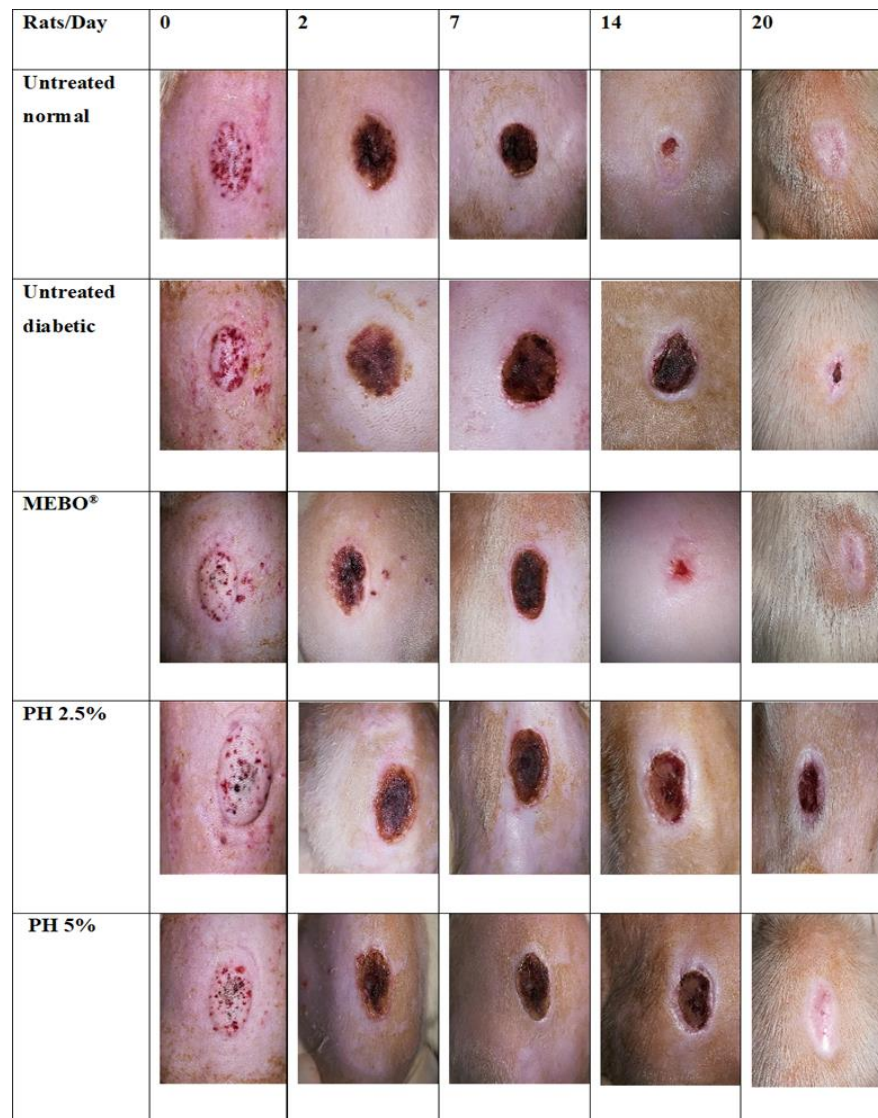 Rats/Day 0 2 7 14 20
Untreated
normal
Untreated
diabetic
MEBO®
PH 2.5%
PH 5%